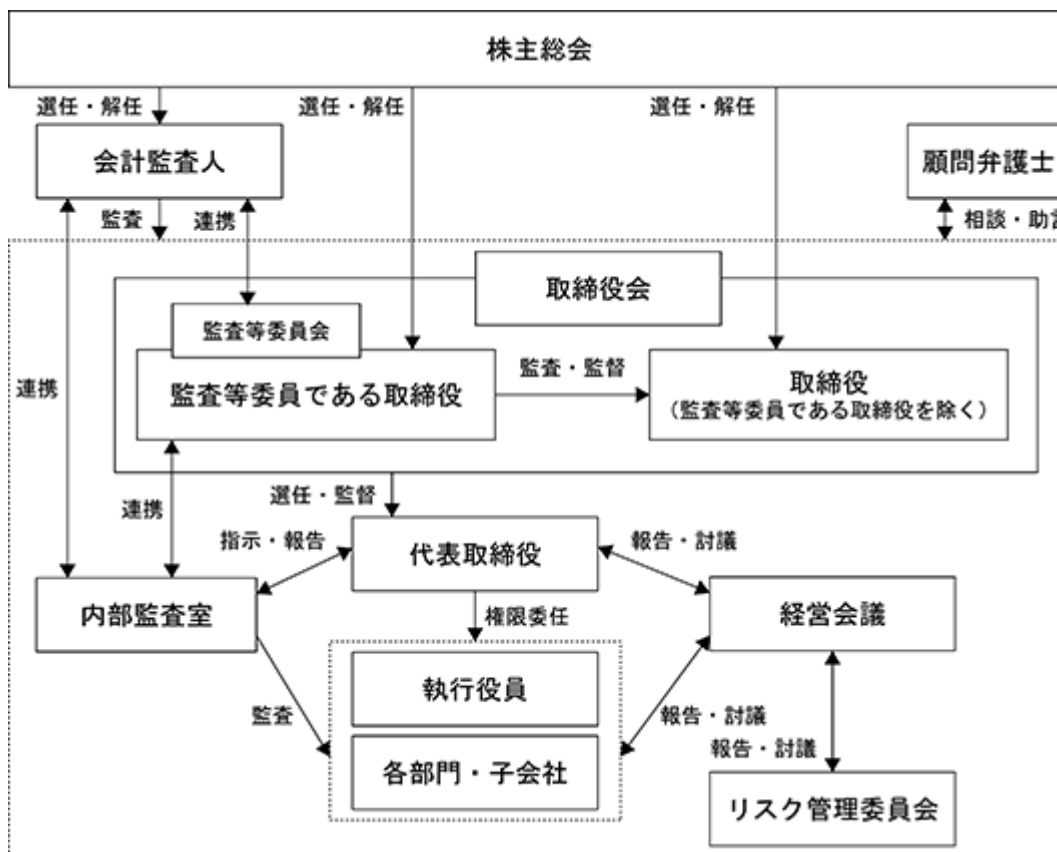 株主総会
選任・解任
選任・解任
選任・解任
会計監査人
顧問弁護士
監査
連携
相談・助言
取締役会
監査等委員会
連携
監査等委員である取締役
監査・監督
取締役
（監査等委員である取締役を除く）
連携
選任・監督
指示・報告
代表取締役
報告・討議
内部監査室
権限委任
経営会議
執行役員
監査
報告・討議
各部門・子会社
報告・討議
リスク管理委員会